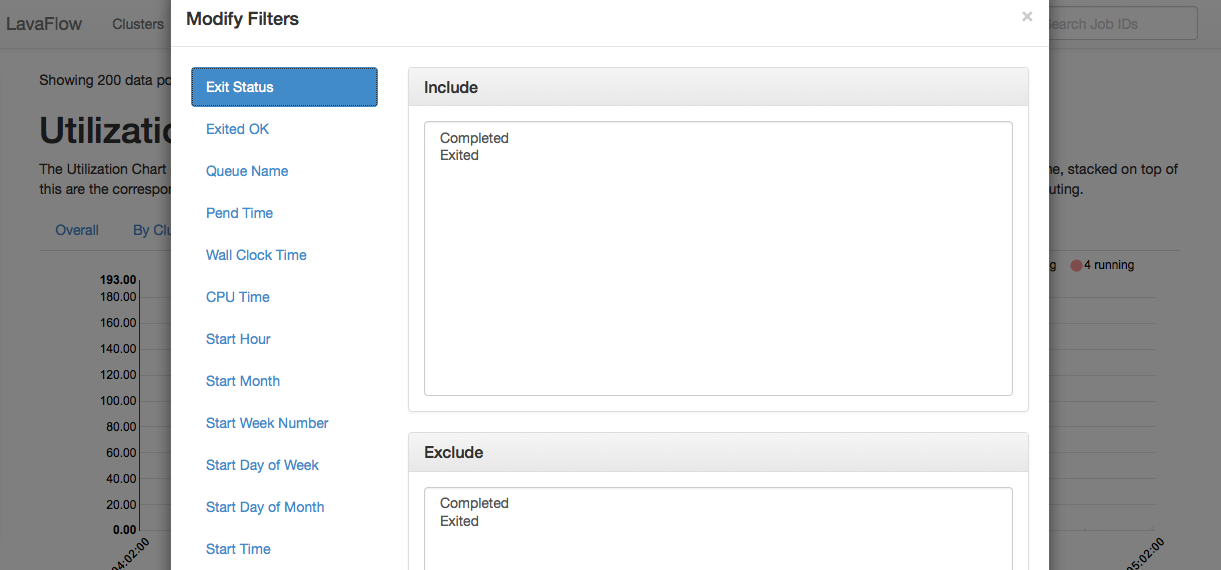 LavaFlow
Clusters
Search Job IDs
Modify Filters
×
Showing 200 data po
Utilizatio
The Utilization Chart
ne, stacked on top of
this are the correspon
uting.
Overall
By Clu
g
4 running
193.00
180.00
160.00
140.00
120.00
100.00
80.00
60.00
40.00
20.00
0.00
04:02:00
05:02:00
Exit Status
Exited OK
Queue Name
Pend Time
Wall Clock Time
CPU Time
Start Hour
Start Month
Start Week Number
Start Day of Week
Start Day of Month
Start Time
Include
Completed
Exited
Exclude
Completed
Exited